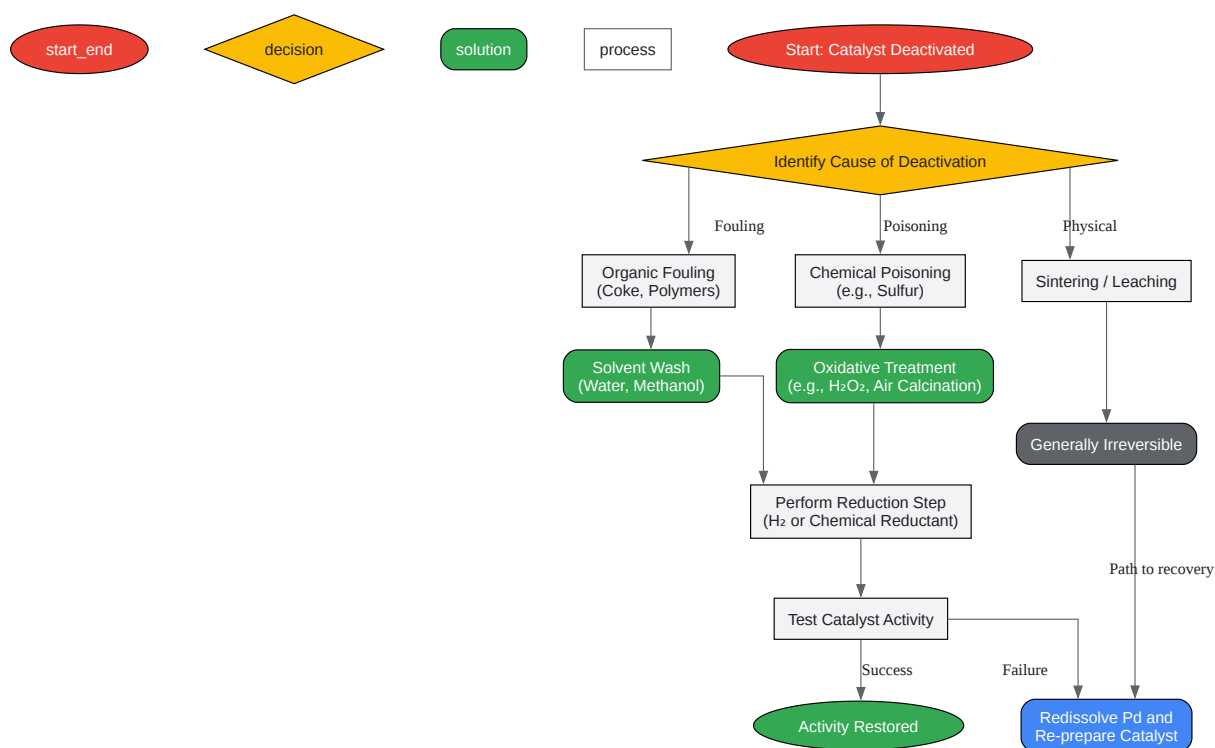 start_end
decision
solution
process
Start: Catalyst Deactivated
Identify Cause of Deactivation
Fouling
Poisoning
Physical
Organic Fouling
(Coke, Polymers)
Chemical Poisoning
(e.g., Sulfur)
Sintering / Leaching
Solvent Wash
(Water, Methanol)
Oxidative Treatment
(e.g., H₂O₂, Air Calcination)
Generally Irreversible
Perform Reduction Step
(H₂ or Chemical Reductant)
Path to recovery
Test Catalyst Activity
Success
Failure
Activity Restored
Redissolve Pd and
Re-prepare Catalyst